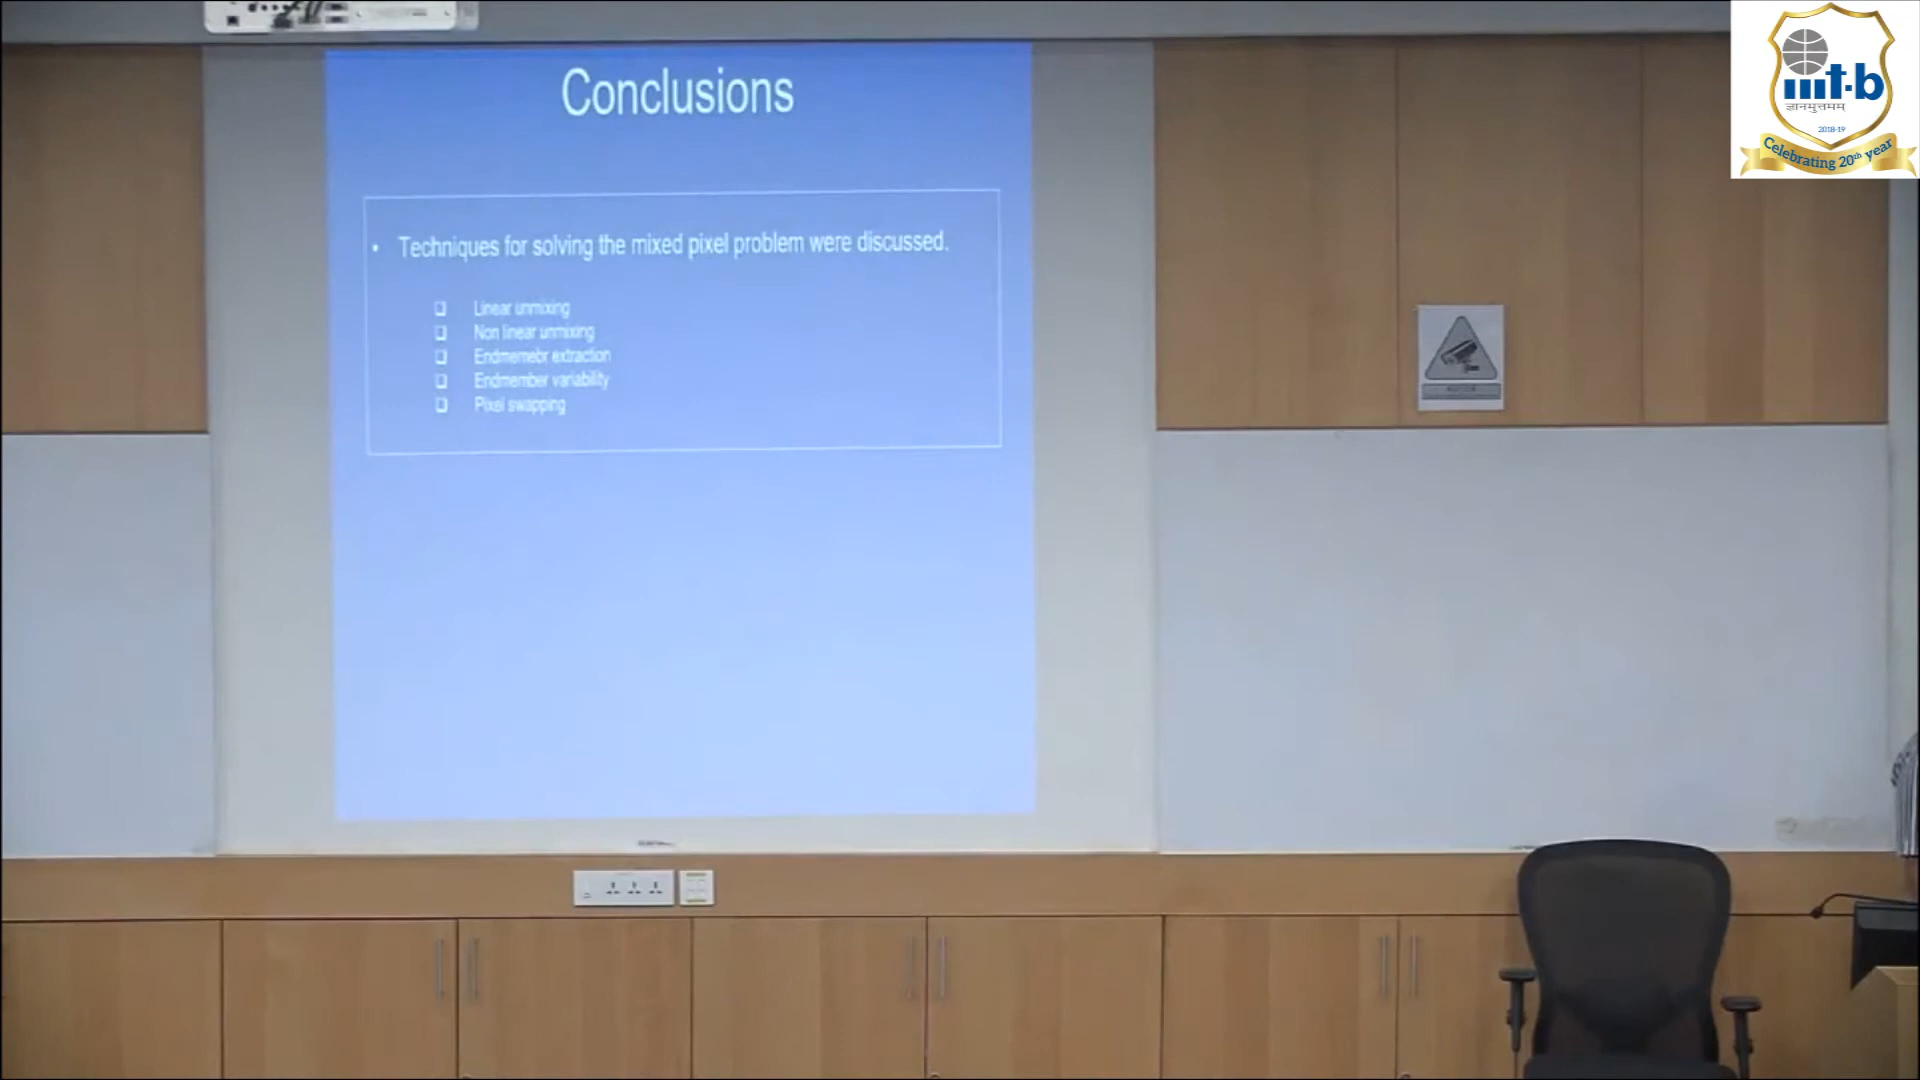 Conclusions
• Techniques for solving the mixed pixel problem were discussed.
❑ Linear unmixing
❑ Non linear unmixing
❑ Endmemebr extraction
❑ Endmember variability
❑ Pixel swapping
iiit-b
ज्ञानमुत्तमम्
2018-19
Celebrating 20th year